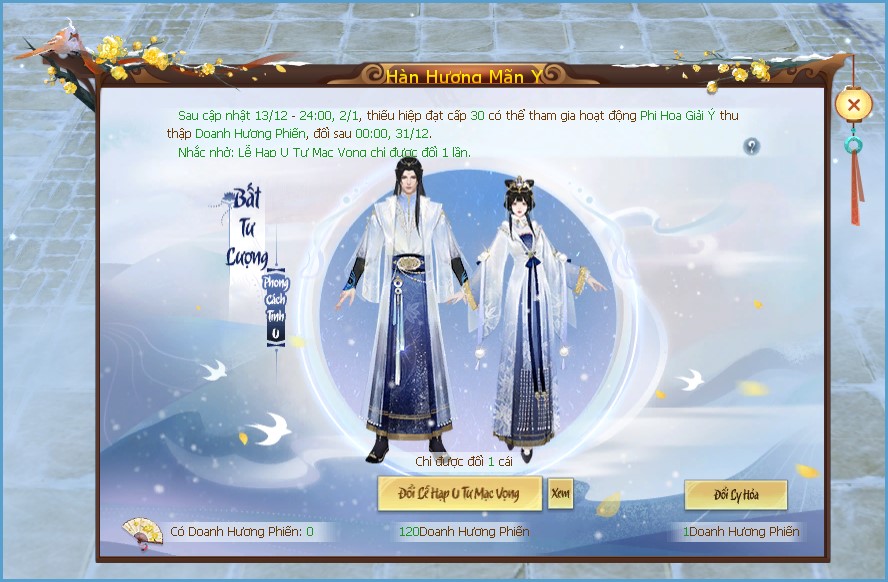 Hàn Hương Mãn Y
Sau cập nhật 13/12 - 24:00, 2/1, thiếu hiệp đạt cấp 30 có thể tham gia hoạt động Phi Hoa Giải Ý thu
thập Doanh Hương Phiến, đổi sau 00:00, 31/12.
Nhắc nhở: Lễ Hạp U Tư Mạc Vọng chỉ được đổi 1 lần.
?
Bất
Tư
Lượng
Phong
Cách
Tình
U
Chỉ được đổi 1 cái
Đổi Lễ Hạp U Tư Mạc Vọng
Xem
Đổi Ly Hỏa
Có Doanh Hương Phiến: 0
120Doanh Hương Phiến
1Doanh Hương Phiến